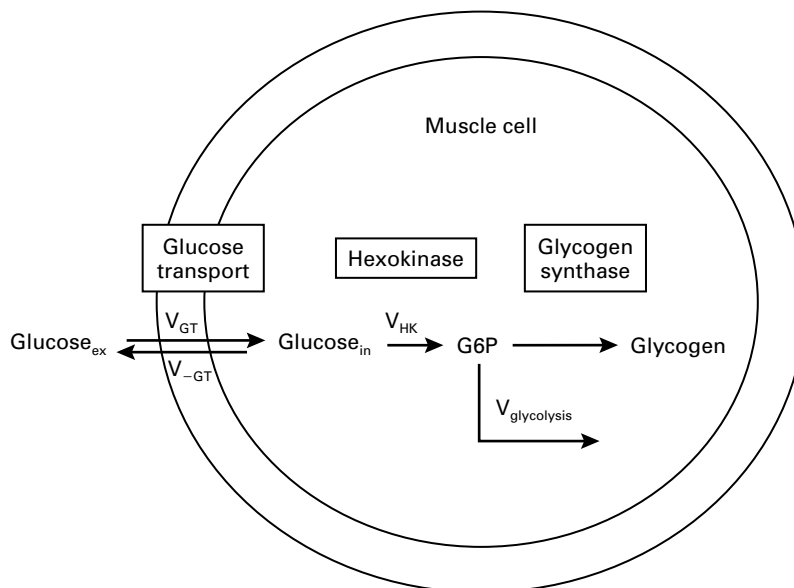 Muscle cell
Glucose
transport
Hexokinase
Glycogen
synthase
Glucose_ex
V_GT
V_−GT
Glucose_in
V_HK
G6P
Glycogen
V_glycolysis